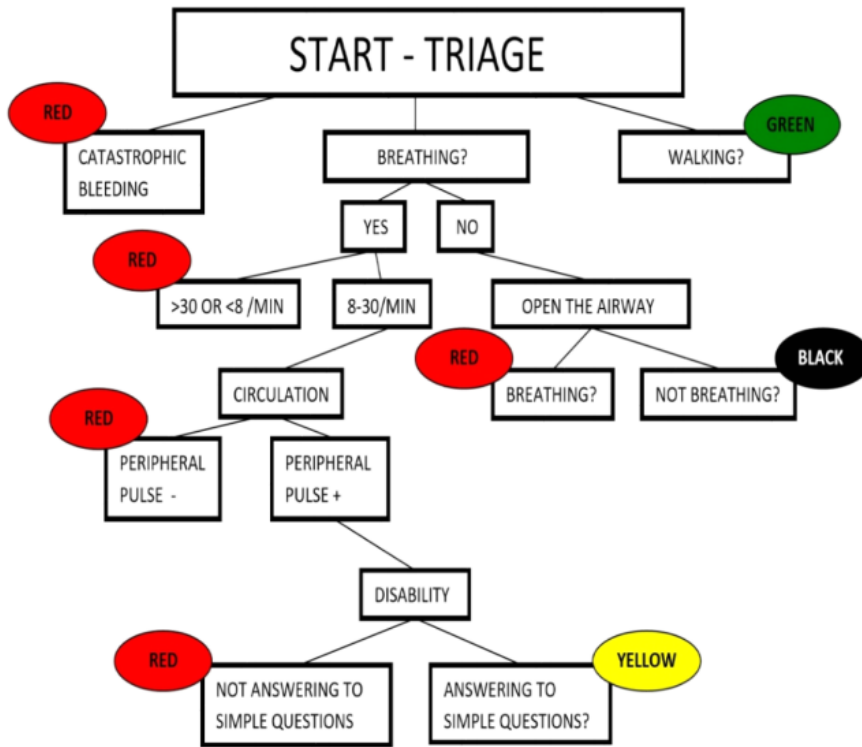 START - TRIAGE
RED
CATASTROPHIC
BLEEDING
BREATHING?
GREEN
WALKING?
YES
NO
RED
>30 OR <8 /MIN
8-30/MIN
OPEN THE AIRWAY
RED
BREATHING?
BLACK
NOT BREATHING?
CIRCULATION
RED
PERIPHERAL
PULSE -
PERIPHERAL
PULSE +
DISABILITY
RED
NOT ANSWERING TO
SIMPLE QUESTIONS
YELLOW
ANSWERING TO
SIMPLE QUESTIONS?